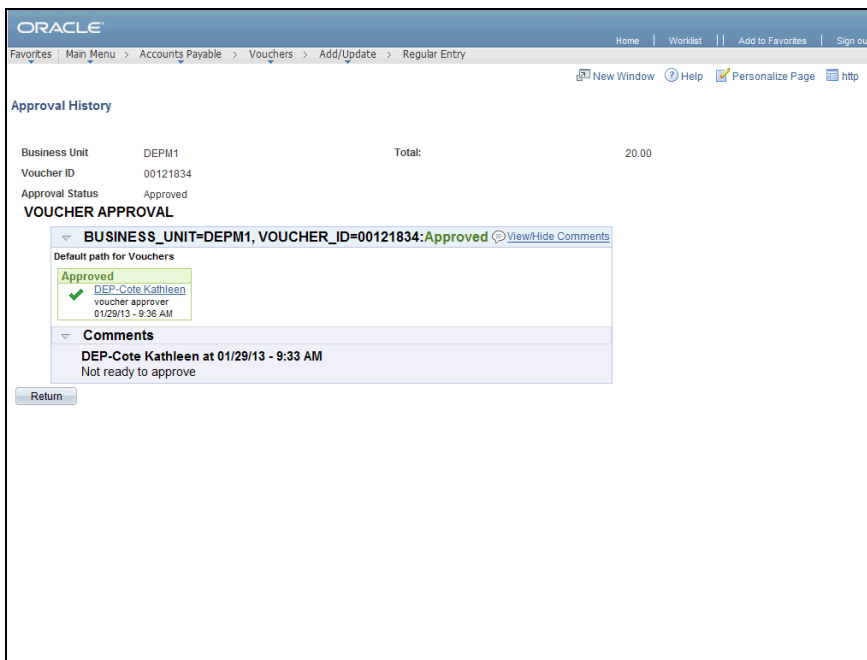 ORACLE
Home | Worklist || Add to Favorites | Sign ou
Favorites Main Menu > Accounts Payable > Vouchers > Add/Update > Regular Entry
New Window Help Personalize Page http
Approval History
Business Unit DEPM1 Total: 20.00
Voucher ID 00121834
Approval Status Approved
VOUCHER APPROVAL
BUSINESS_UNIT=DEPM1, VOUCHER_ID=00121834:Approved View/Hide Comments
Default path for Vouchers
Approved
DEP-Cote Kathleen
voucher approver
01/29/13 - 9:36 AM
Comments
DEP-Cote Kathleen at 01/29/13 - 9:33 AM
Not ready to approve
Return